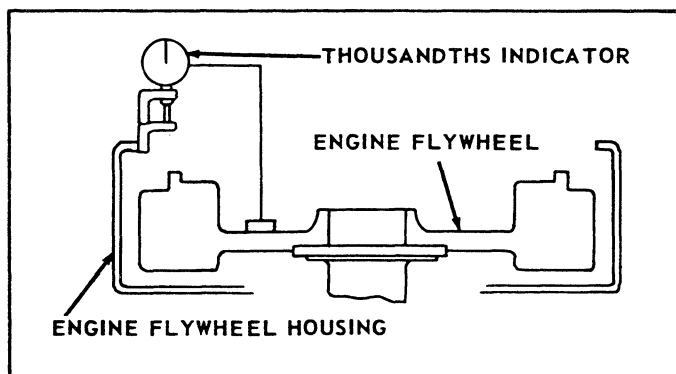 THOUSANDTHS INDICATOR
ENGINE FLYWHEEL
ENGINE FLYWHEEL HOUSING